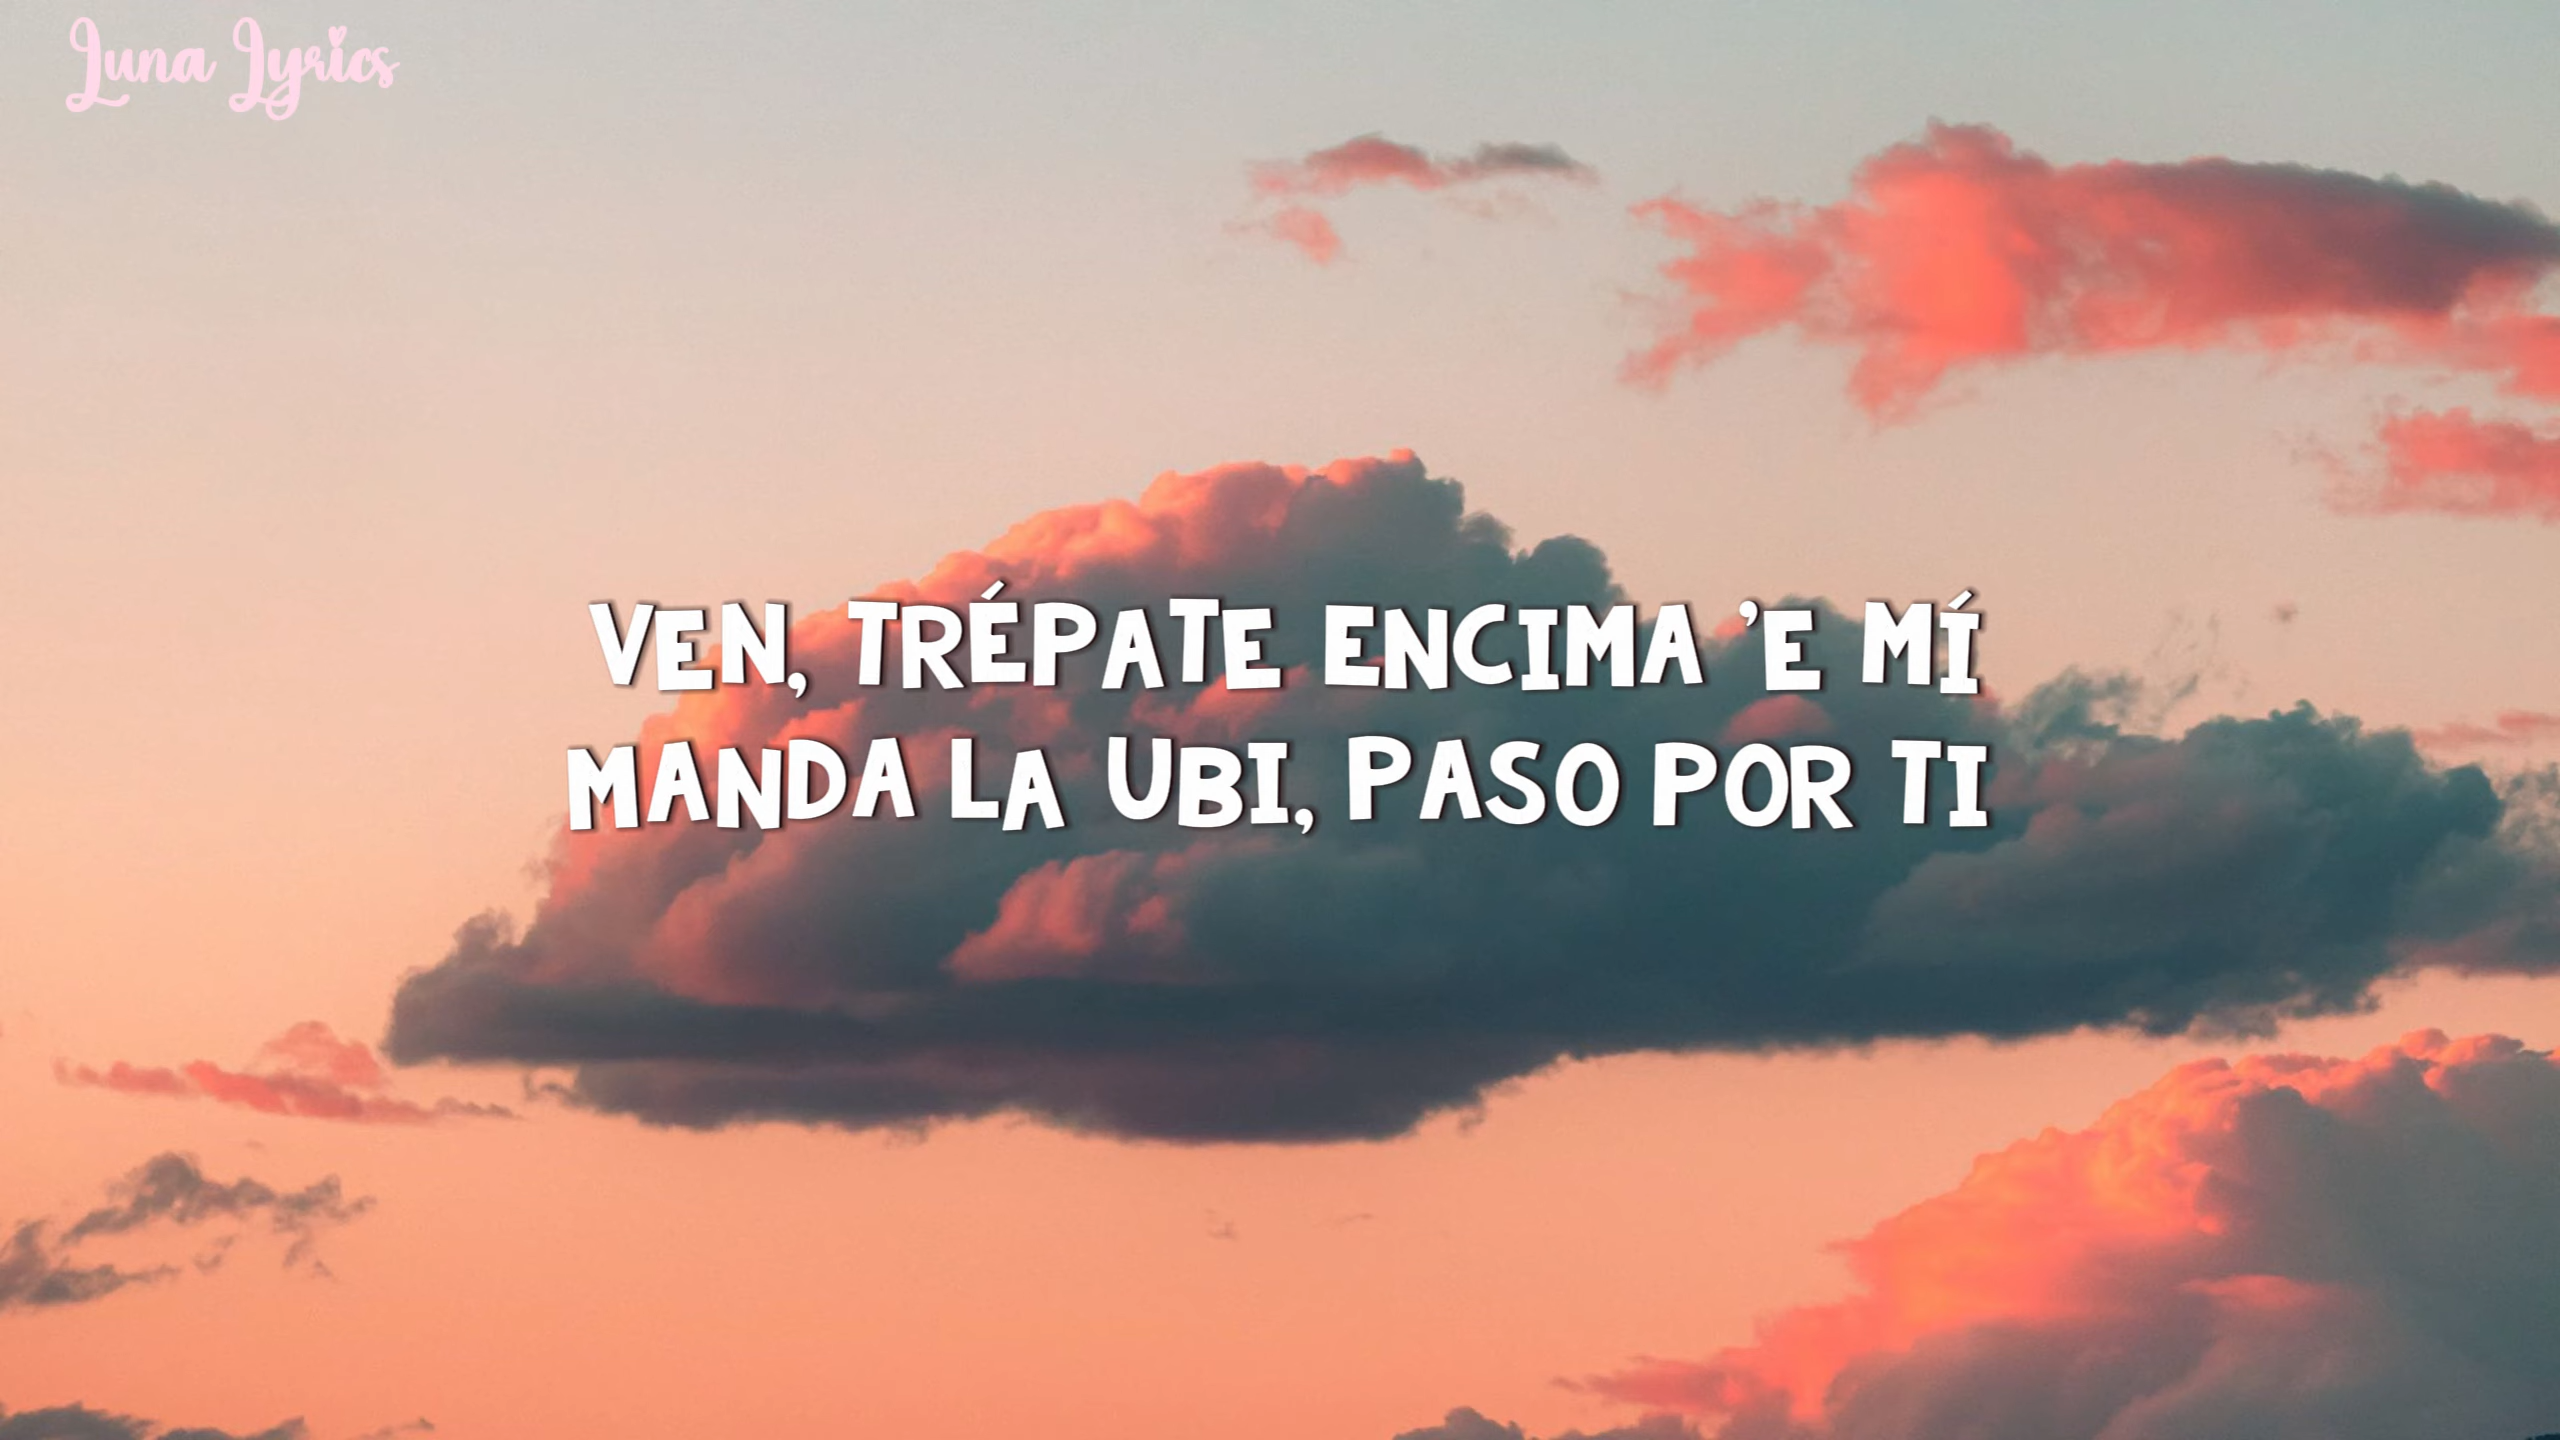 Luna Lyrics
VEN, TRÉPATE ENCIMA 'E MÍ
MANDA LA UBI, PASO POR TI